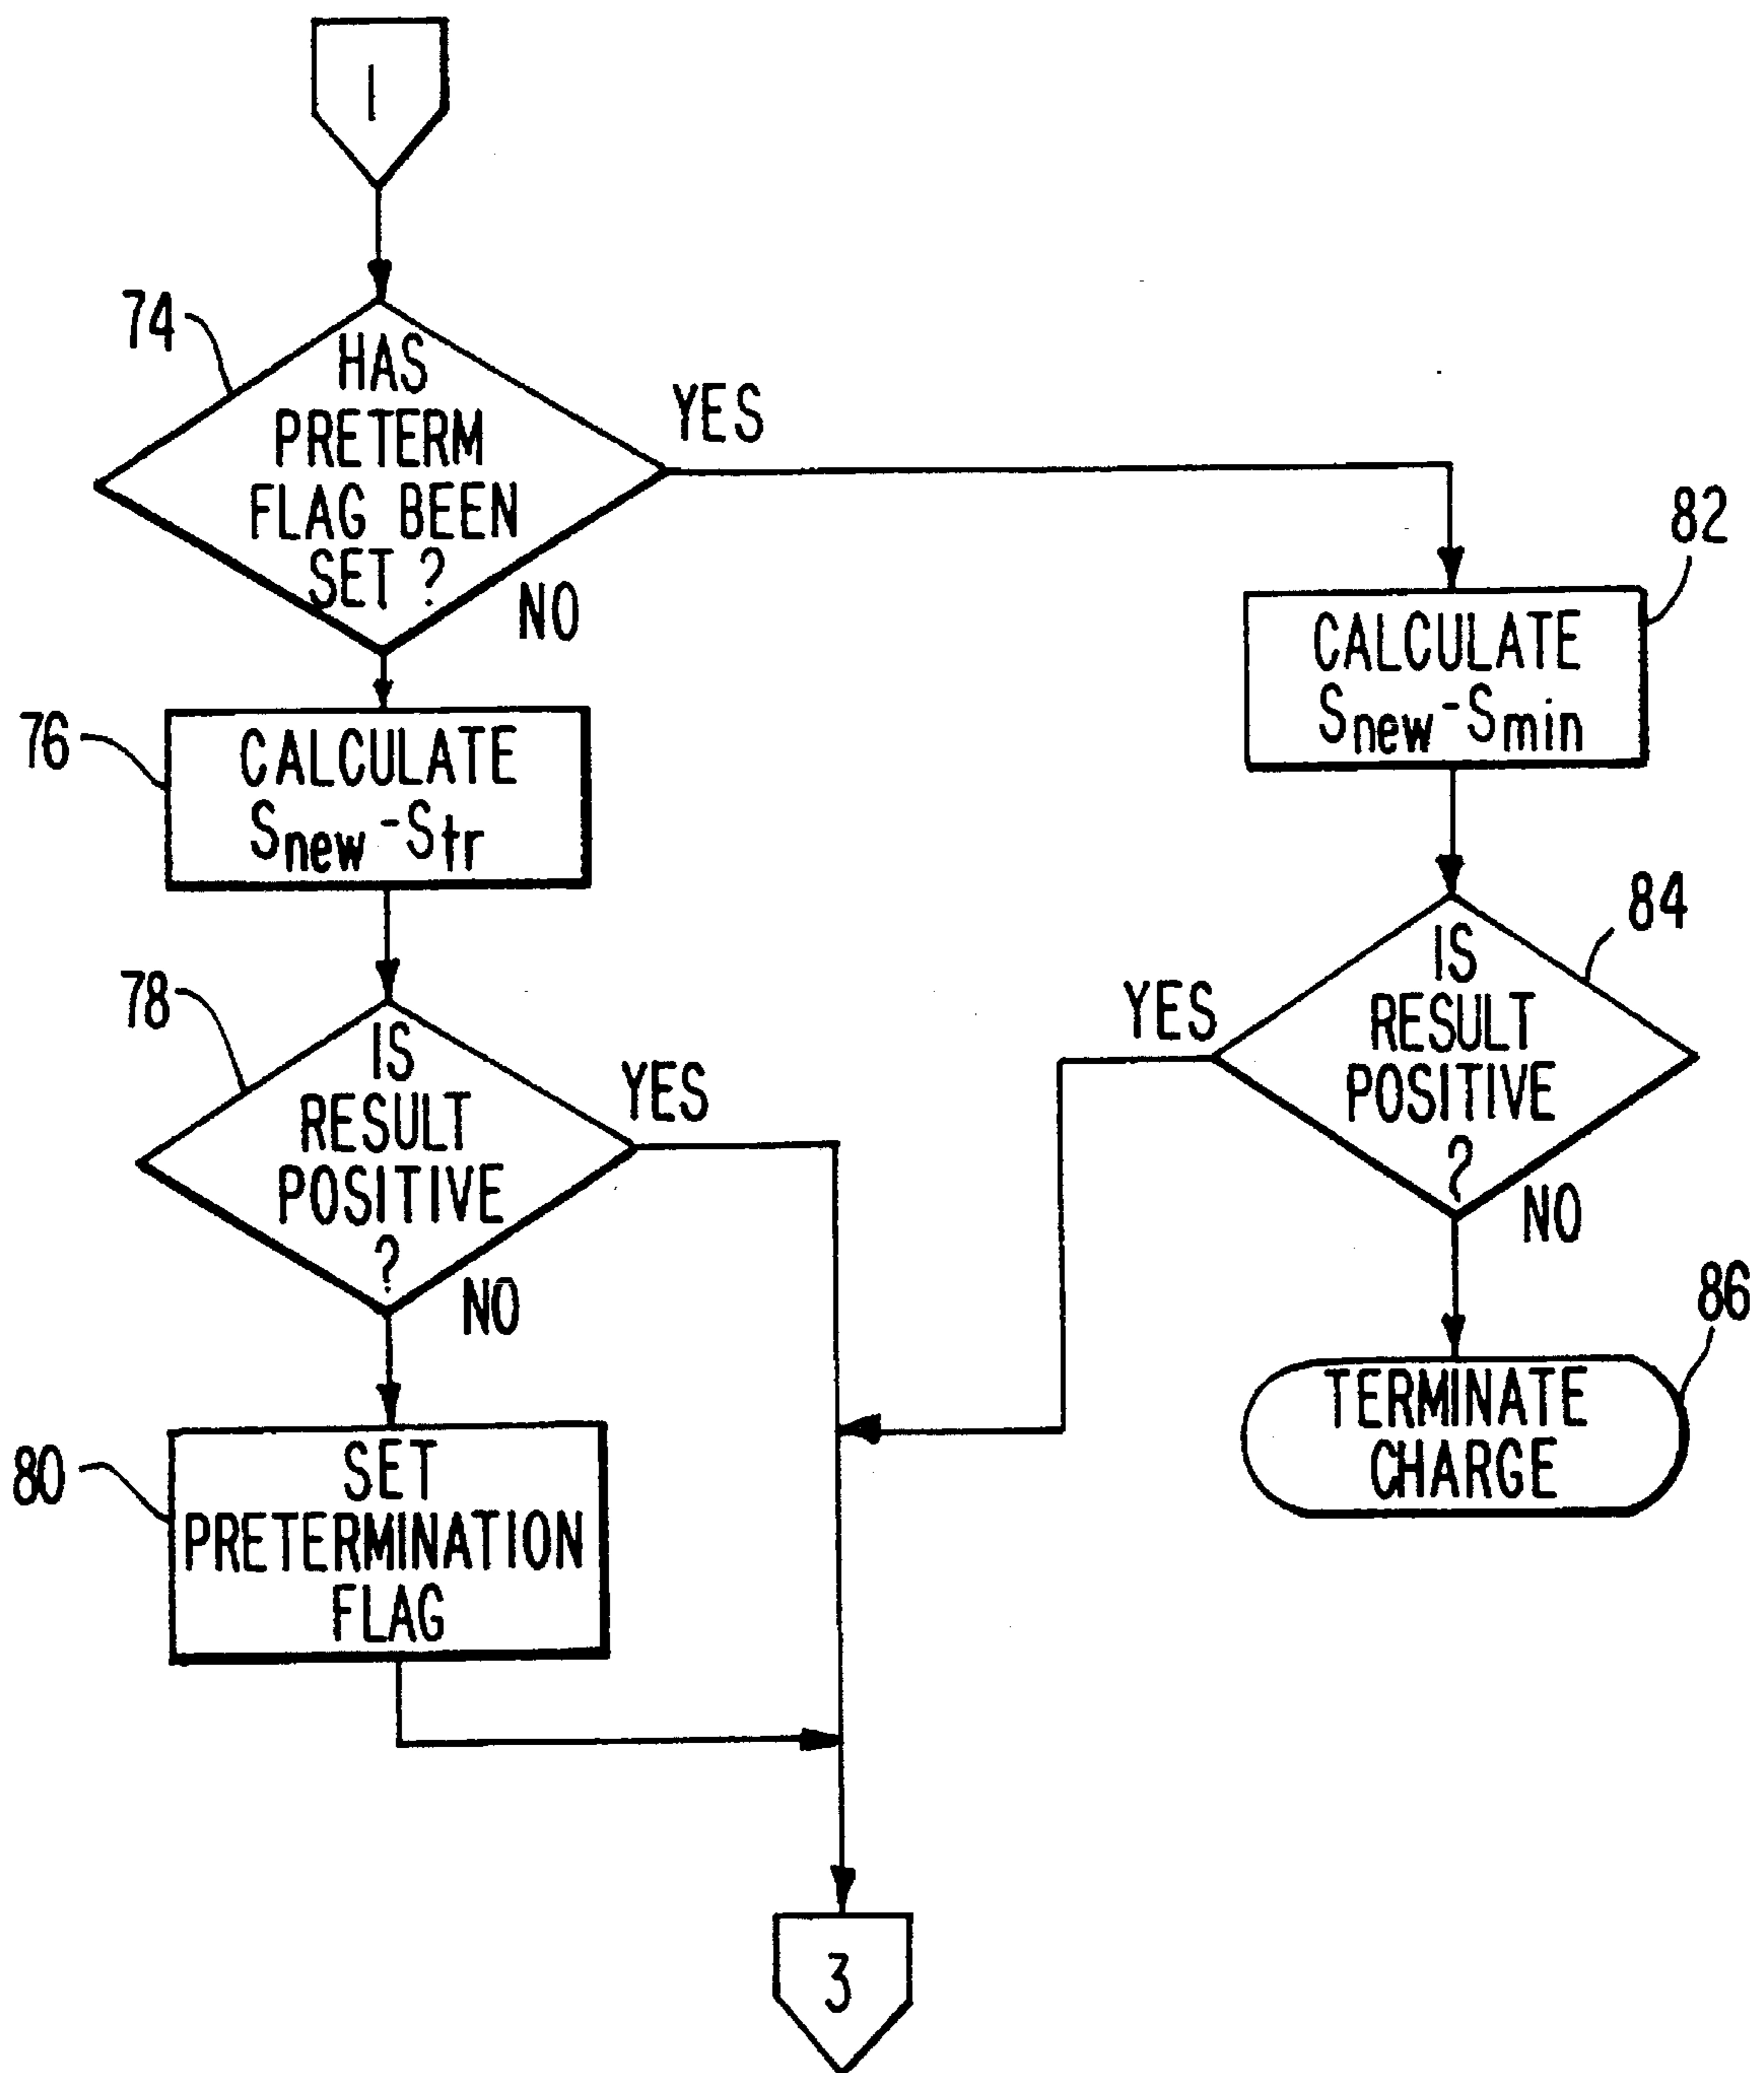 1
74
HAS
PRETERM
FLAG BEEN
SET ?
YES
NO
76
CALCULATE
Snew-Str
78
IS
RESULT
POSITIVE
?
YES
NO
80
SET
PRETERMINATION
FLAG
82
CALCULATE
Snew-Smin
84
IS
RESULT
POSITIVE
?
YES
NO
86
TERMINATE
CHARGE
3